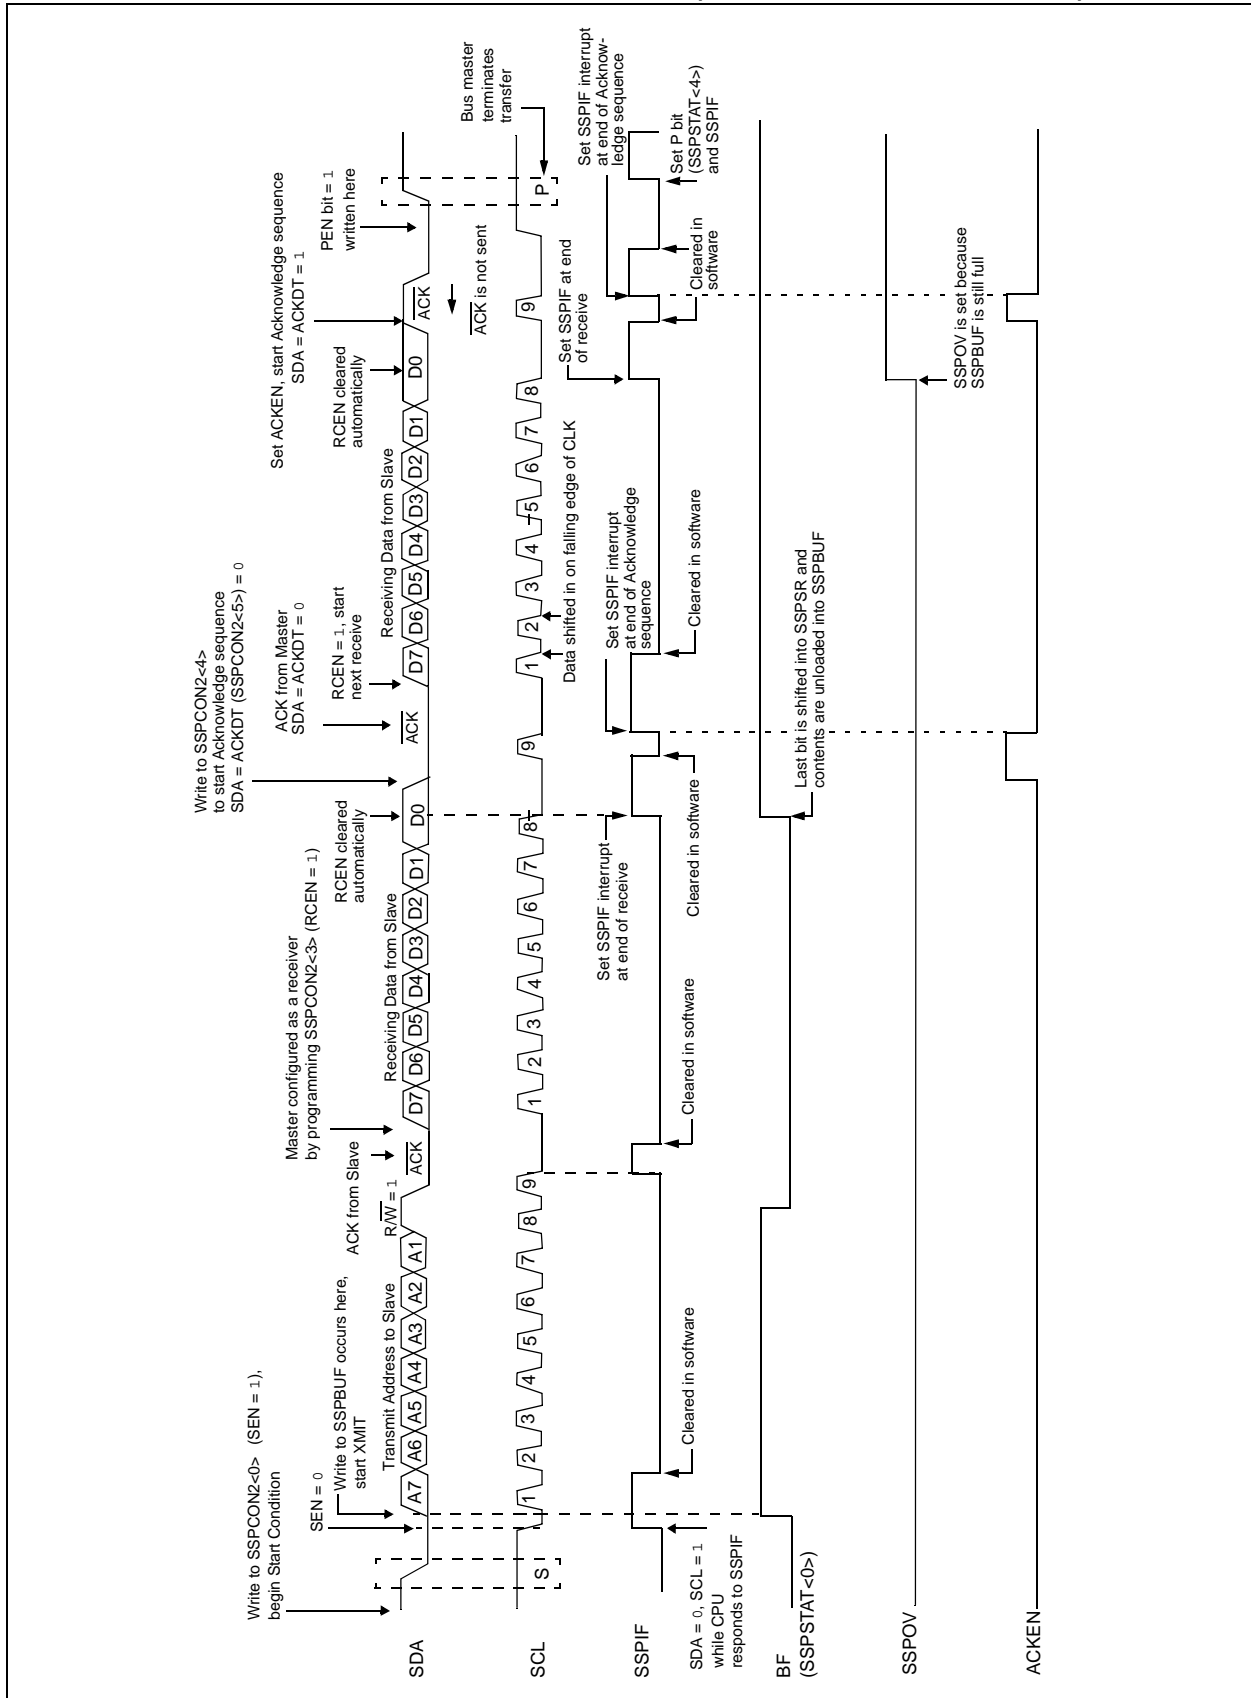 Write to SSPCON2<0> (SEN = 1),
begin Start Condition
SEN = 0
Write to SSPBUF occurs here,
start XMIT
Transmit Address to Slave
R/W = 1
ACK from Slave
Master configured as a receiver
by programming SSPCON2<3> (RCEN = 1)
Receiving Data from Slave
RCEN cleared
automatically
Write to SSPCON2<4>
to start Acknowledge sequence
SDA = ACKDT (SSPCON2<5>) = 0
ACK from Master
SDA = ACKDT = 0
RCEN = 1, start
next receive
Receiving Data from Slave
RCEN cleared
automatically
Set ACKEN, start Acknowledge sequence
SDA = ACKDT = 1
PEN bit = 1
written here
SDA
A7 A6 A5 A4 A3 A2 A1
ACK
D7 D6 D5 D4 D3 D2 D1 D0
ACK
D7 D6 D5 D4 D3 D2 D1 D0
ACK
ACK is not sent
Bus master
terminates
transfer
SCL
S
1 2 3 4 5 6 7 8 9
1 2 3 4 5 6 7 8
9
1 2 3 4 5 6 7 8
9
P
Data shifted in on falling edge of CLK
Set SSPIF interrupt
at end of receive
Set SSPIF interrupt
at end of Acknowledge
sequence
Set SSPIF at end
of receive
Set SSPIF interrupt
at end of Acknow-
ledge sequence
SSPIF
SDA = 0, SCL = 1
while CPU
responds to SSPIF
Cleared in software
Cleared in software
Cleared in software
Cleared in software
Cleared in
software
Set P bit
(SSPSTAT<4>)
and SSPIF
BF
(SSPSTAT<0>)
Last bit is shifted into SSPSR and
contents are unloaded into SSPBUF
SSPOV
SSPOV is set because
SSPBUF is still full
ACKEN